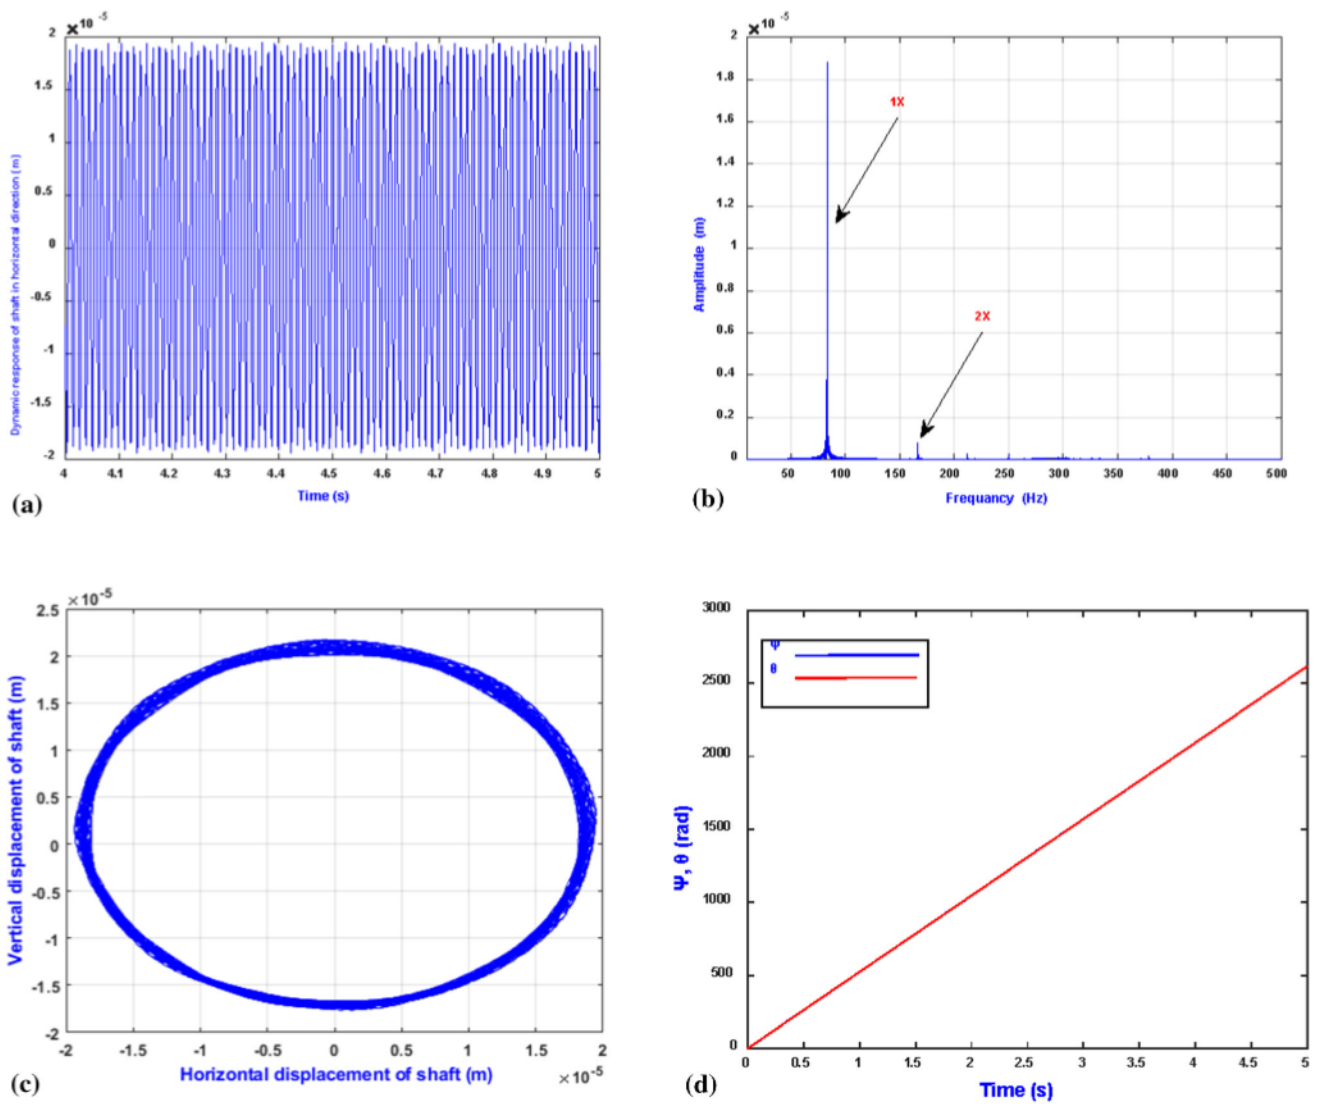 ×10 -5
2
1.5
1
0.5
0
-0.5
-1
-1.5
-2
4 4.1 4.2 4.3 4.4 4.5 4.6 4.7 4.8 4.9 5
Dynamic response of shaft in horizontal direction (m)
Time (s)
(a)
×10 -5
2
1.8
1.6
1.4
1.2
1
0.8
0.6
0.4
0.2
0
50 100 150 200 250 300 350 400 450 500
1X
2X
Amplitude (m)
Frequancy (Hz)
(b)
×10 -5
2.5
2
1.5
1
0.5
0
-0.5
-1
-1.5
-2
-2 -1.5 -1 -0.5 0 0.5 1 1.5 2
Vertical displacement of shaft (m)
Horizontal displacement of shaft (m)
×10 -5
(c)
3000
2500
2000
1500
1000
500
0
0 0.5 1 1.5 2 2.5 3 3.5 4 4.5 5
Ψ
θ
Ψ, θ (rad)
Time (s)
(d)